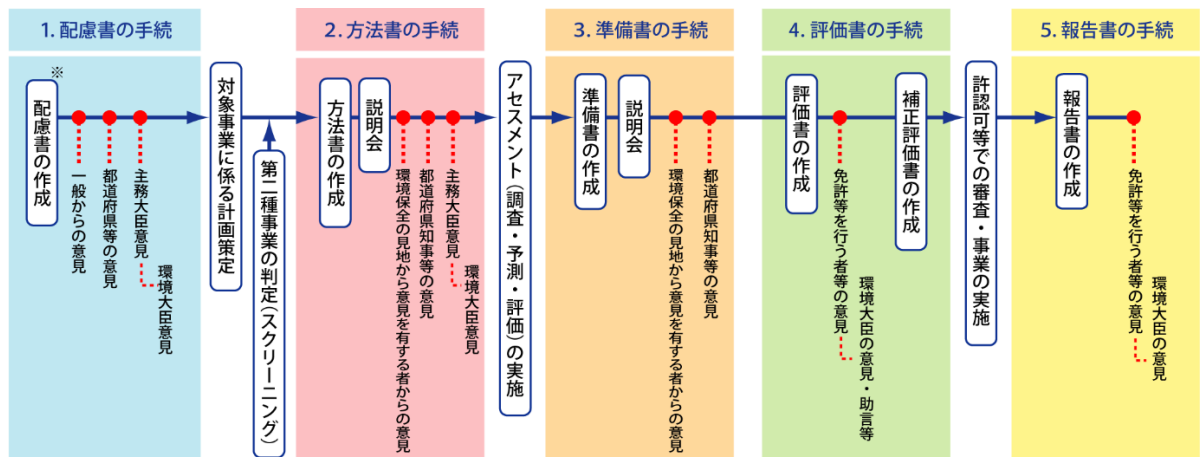 1. 配慮書の手続
※
配慮書の作成
一般からの意見
都道府県等の意見
主務大臣意見
環境大臣意見
対象事業に係る計画策定
第二種事業の判定(スクリーニング)
2. 方法書の手続
方法書の作成
説明会
環境保全の見地から意見を有する者からの意見
都道府県知事等の意見
主務大臣意見
環境大臣意見
アセスメント(調査・予測・評価)の実施
3. 準備書の手続
準備書の作成
説明会
環境保全の見地から意見を有する者からの意見
都道府県知事等の意見
4. 評価書の手続
評価書の作成
免許等を行う者等の意見
環境大臣の意見・助言等
補正評価書の作成
許認可等での審査・事業の実施
5. 報告書の手続
報告書の作成
免許等を行う者等の意見
環境大臣の意見